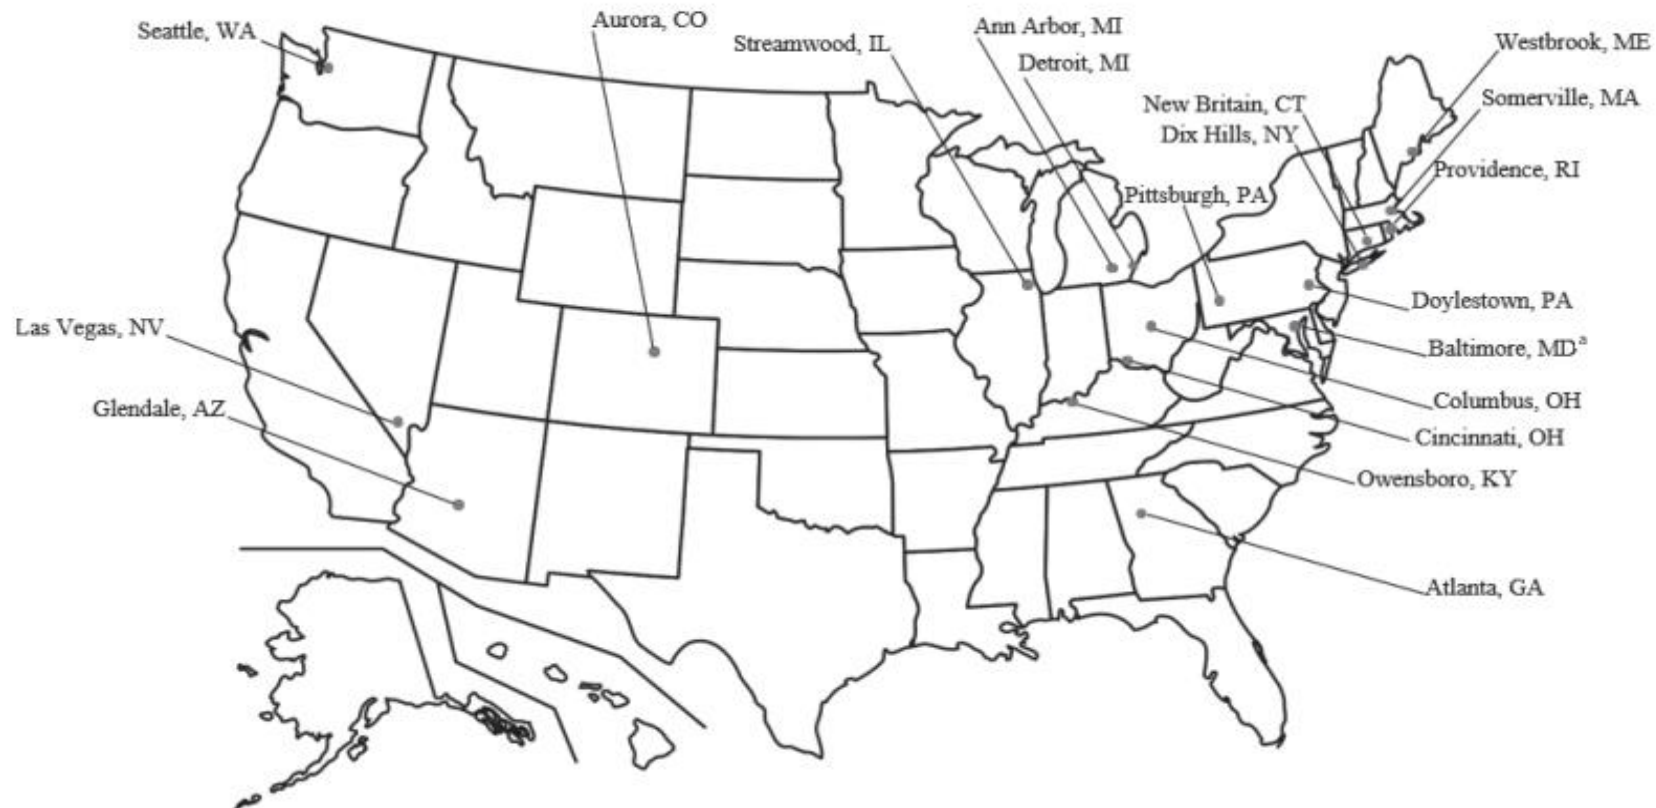 Seattle, WA
Aurora, CO
Streamwood, IL
Ann Arbor, MI
Detroit, MI
Westbrook, ME
New Britain, CT
Somerville, MA
Dix Hills, NY
Providence, RI
Pittsburgh, PA
Doylestown, PA
Las Vegas, NV
Baltimore, MDª
Glendale, AZ
Columbus, OH
Cincinnati, OH
Owensboro, KY
Atlanta, GA